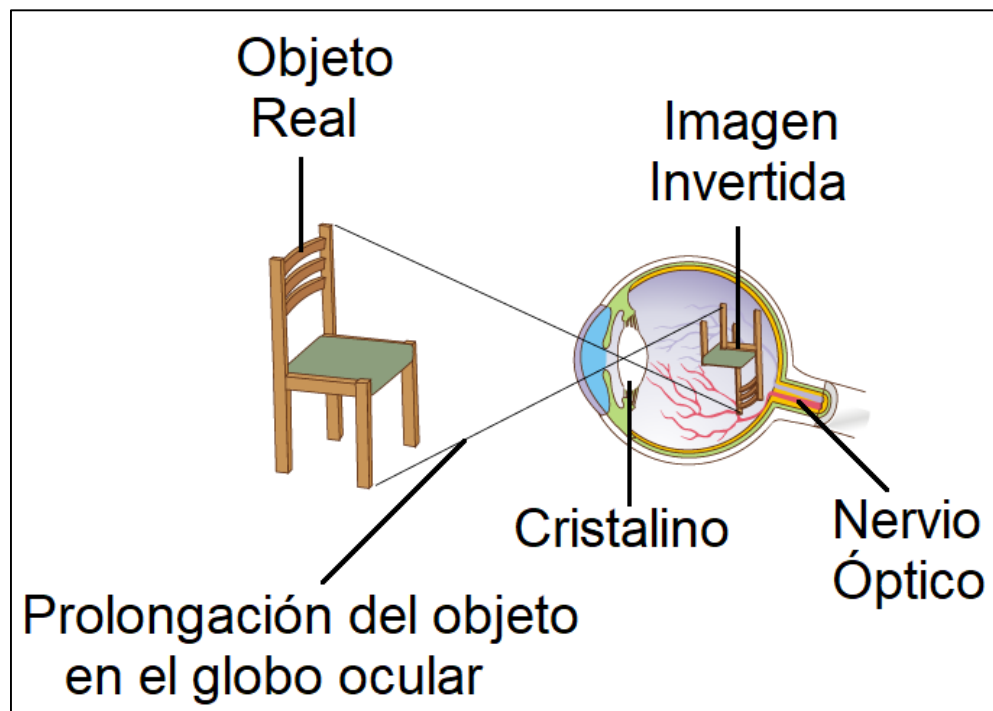 Objeto
Real
Imagen
Invertida
Cristalino
Nervio
Óptico
Prolongación del objeto
en el globo ocular